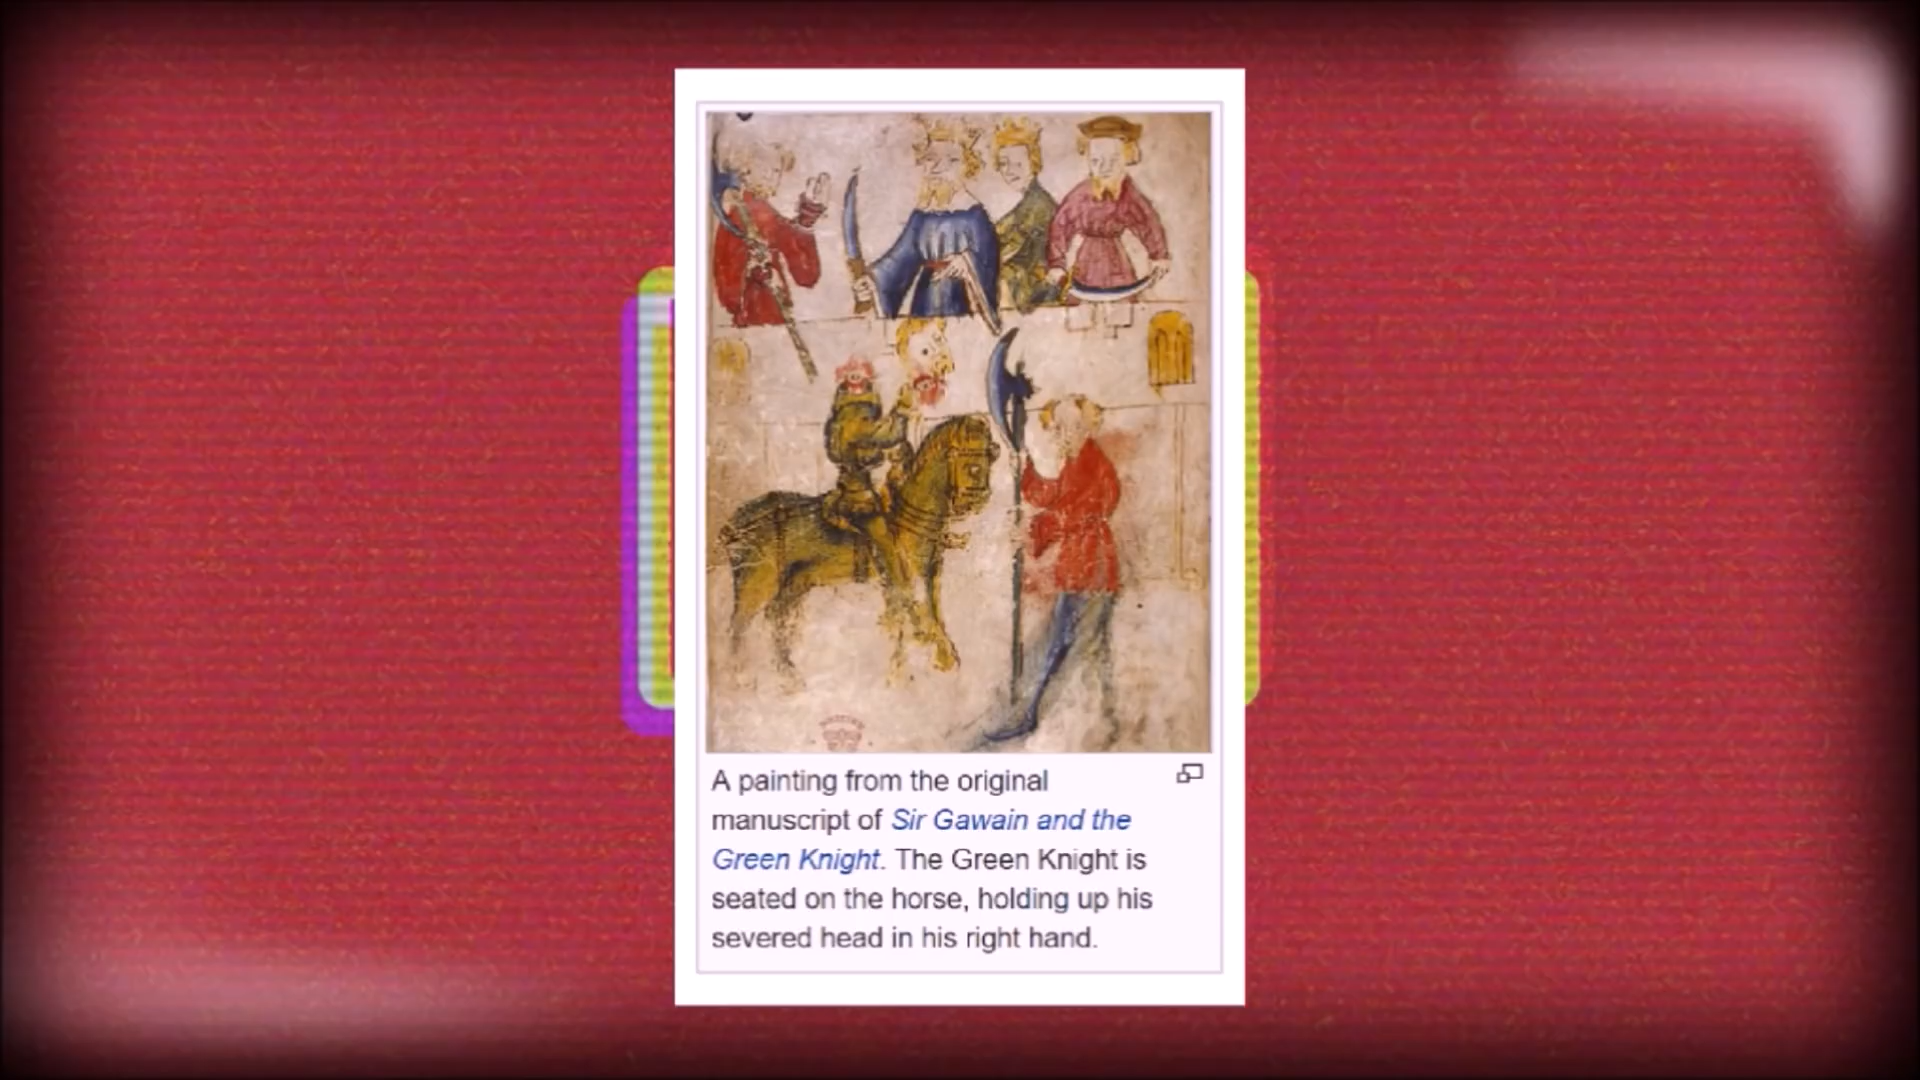 A painting from the original
manuscript of Sir Gawain and the
Green Knight. The Green Knight is
seated on the horse, holding up his
severed head in his right hand.